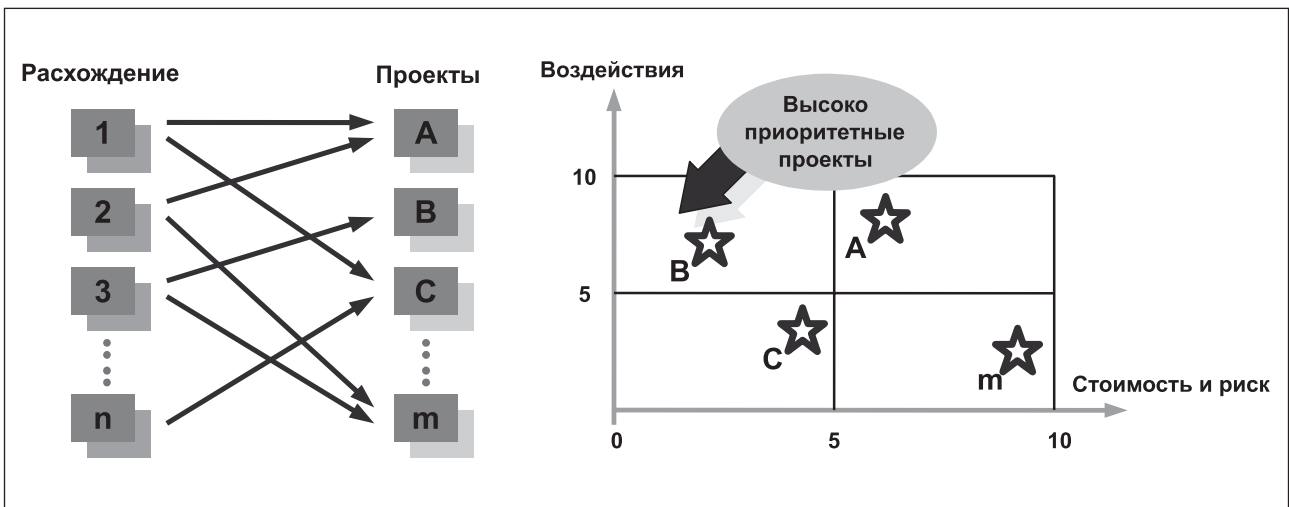 Расхождение
Проекты
1
A
2
B
3
C
n
m
Воздействия
Высоко
приоритетные
проекты
10
A
B
5
C
m
Стоимость и риск
0
5
10